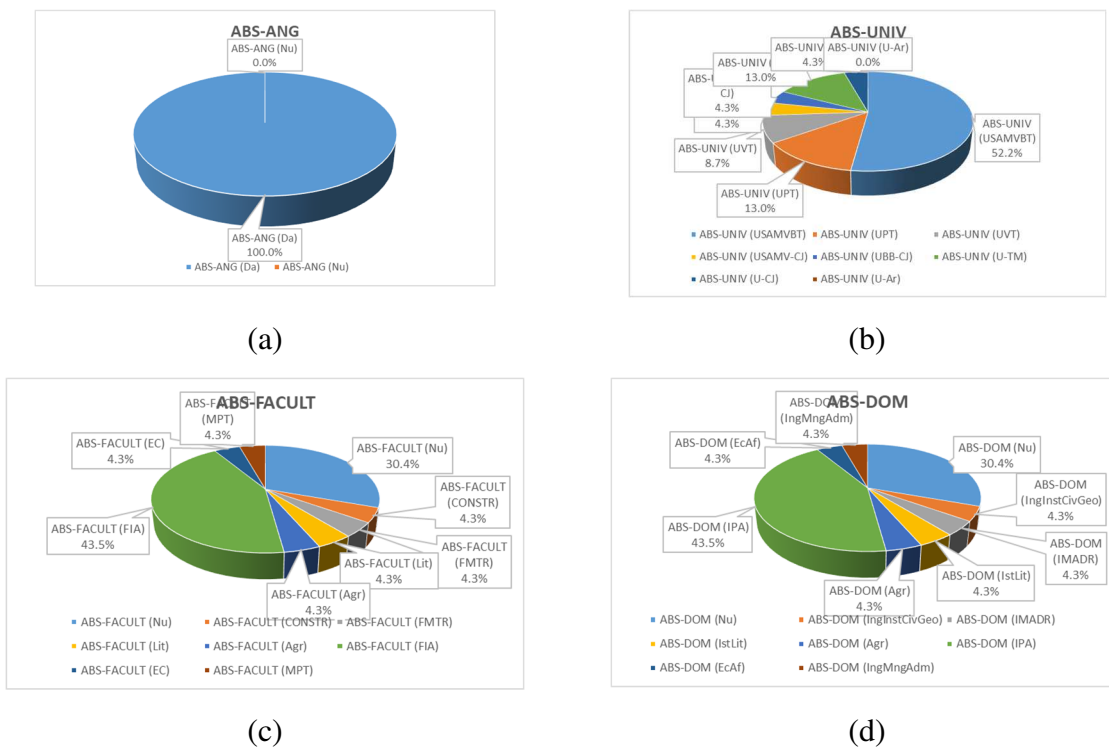 ABS-ANG
ABS-ANG (Nu)
0.0%
ABS-ANG (Da)
100.0%
ABS-ANG (Da)
ABS-ANG (Nu)
(a)
ABS-UNIV
ABS-UNIV
4.3%
ABS-UNIV (U-Ar)
0.0%
ABS-UNIV (
13.0%
CJ)
4.3%
4.3%
ABS-UNIV (UVT)
8.7%
ABS-UNIV (UPT)
13.0%
ABS-UNIV
(USAMVBT)
52.2%
ABS-UNIV (USAMVBT)
ABS-UNIV (UPT)
ABS-UNIV (UVT)
ABS-UNIV (USAMV-CJ)
ABS-UNIV (UBB-CJ)
ABS-UNIV (U-TM)
ABS-UNIV (U-CJ)
ABS-UNIV (U-Ar)
(b)
ABS-FACULT
ABS-FACULT
(MPT)
4.3%
ABS-FACULT (EC)
4.3%
ABS-FACULT (FIA)
43.5%
ABS-FACULT (Nu)
30.4%
ABS-FACULT
(CONSTR)
4.3%
ABS-FACULT
(FMTR)
4.3%
ABS-FACULT (Lit)
4.3%
ABS-FACULT (Agr)
4.3%
ABS-FACULT (Nu)
ABS-FACULT (CONSTR)
ABS-FACULT (FMTR)
ABS-FACULT (Lit)
ABS-FACULT (Agr)
ABS-FACULT (FIA)
ABS-FACULT (EC)
ABS-FACULT (MPT)
(c)
ABS-DOM
ABS-DOM
(IngMngAdm)
4.3%
ABS-DOM (EcAf)
4.3%
ABS-DOM (IPA)
43.5%
ABS-DOM (Nu)
30.4%
ABS-DOM
(IngInstCivGeo)
4.3%
ABS-DOM
(IMADR)
4.3%
ABS-DOM (IstLit)
4.3%
ABS-DOM (Agr)
4.3%
ABS-DOM (Nu)
ABS-DOM (IngInstCivGeo)
ABS-DOM (IMADR)
ABS-DOM (IstLit)
ABS-DOM (Agr)
ABS-DOM (IPA)
ABS-DOM (EcAf)
ABS-DOM (IngMngAdm)
(d)